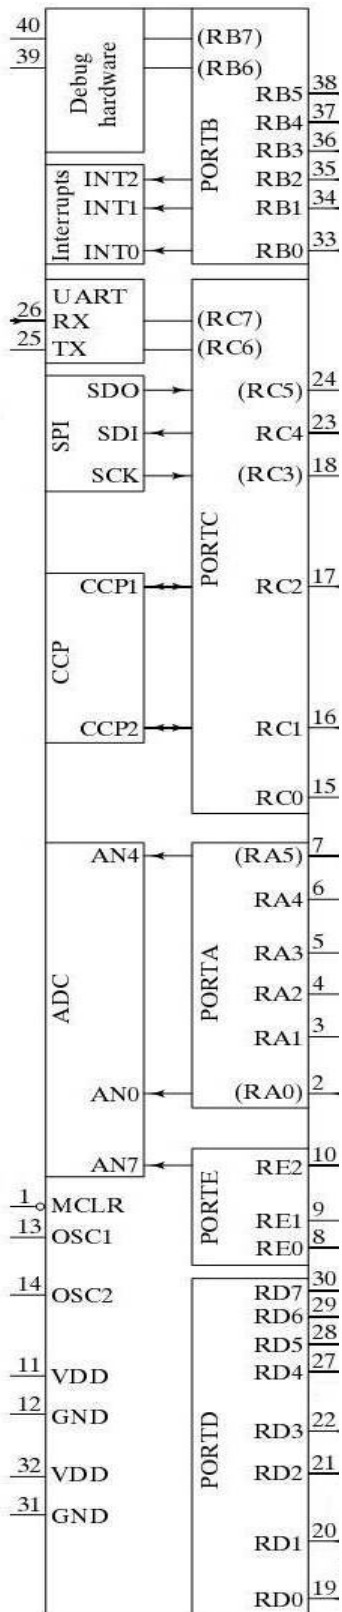 40
39
Debug
hardware
(RB7)
(RB6)
PORTB
RB5 38
RB4 37
RB3 36
RB2 35
RB1 34
RB0 33
Interrupts
INT2
INT1
INT0
UART
26 RX
25 TX
(RC7)
(RC6)
SPI
SDO
SDI
SCK
PORTC
(RC5) 24
RC4 23
(RC3) 18
CCP
CCP1
CCP2
RC2 17
RC1 16
RC0 15
ADC
AN4
AN0
AN7
PORTA
(RA5) 7
RA4 6
RA3 5
RA2 4
RA1 3
(RA0) 2
PORTE
RE2 10
RE1 9
RE0 8
1 MCLR
13 OSC1
14 OSC2
11 VDD
12 GND
32 VDD
31 GND
PORTD
RD7 30
RD6 29
RD5 28
RD4 27
RD3 22
RD2 21
RD1 20
RD0 19